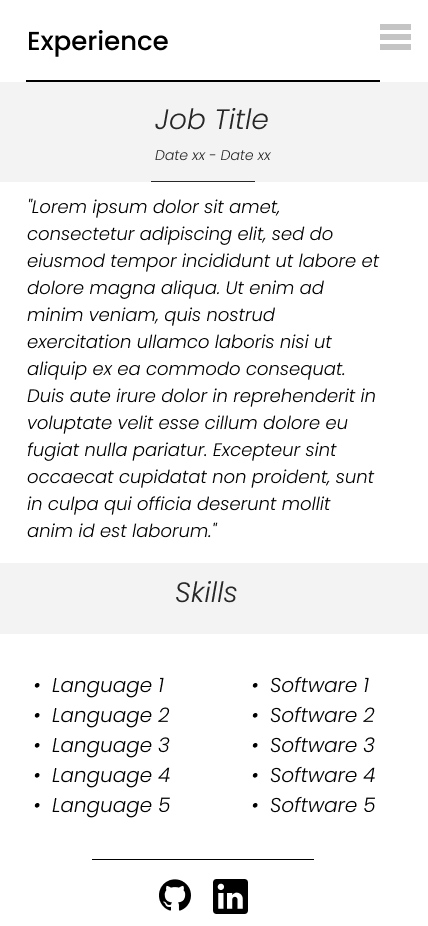 Experience
Job Title
Date xx - Date xx
"Lorem ipsum dolor sit amet,
consectetur adipiscing elit, sed do
eiusmod tempor incididunt ut labore et
dolore magna aliqua. Ut enim ad
minim veniam, quis nostrud
exercitation ullamco laboris nisi ut
aliquip ex ea commodo consequat.
Duis aute irure dolor in reprehenderit in
voluptate velit esse cillum dolore eu
fugiat nulla pariatur. Excepteur sint
occaecat cupidatat non proident, sunt
in culpa qui officia deserunt mollit
anim id est laborum."
Skills
• Language 1
• Language 2
• Language 3
• Language 4
• Language 5
• Software 1
• Software 2
• Software 3
• Software 4
• Software 5
in